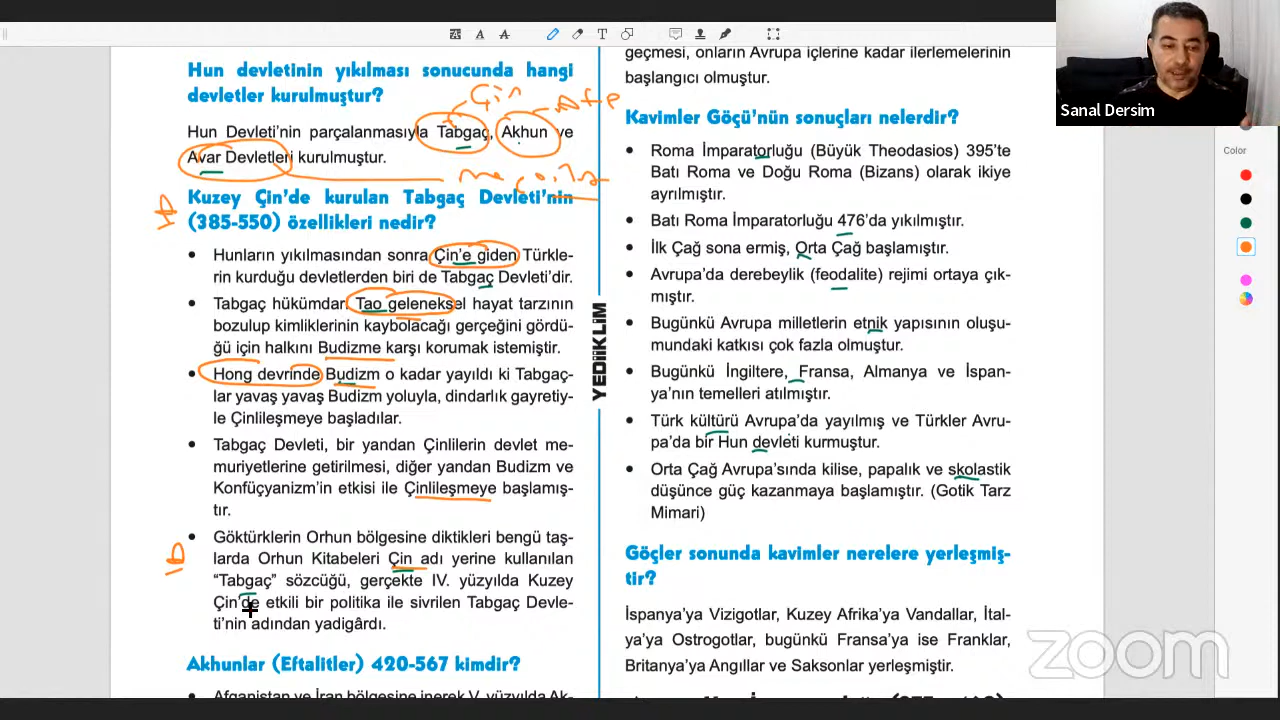 Hun devletinin yıkılması sonucunda hangi
devletler kurulmuştur?
Çin
Hun Devleti'nin parçalanmasıyla Tabgaç, Akhun ve
Avar Devletleri kurulmuştur.
Kuzey Çin'de kurulan Tabgaç Devleti'nin
(385-550) özellikleri nedir?
• Hunların yıkılmasından sonra Çin'e giden Türkle-
rin kurduğu devletlerden biri de Tabgaç Devleti'dir.
• Tabgaç hükümdarı Tao geleneksel hayat tarzının
bozulup kimliklerinin kaybolacağı gerçeğini gördü-
ğü için halkını Budizme karşı korumak istemiştir.
• Hong devrinde Budizm o kadar yayıldı ki Tabgaç-
lar yavaş yavaş Budizm yoluyla, dindarlık gayretiy-
le Çinlileşmeye başladılar.
• Tabgaç Devleti, bir yandan Çinlilerin devlet me-
muriyetlerine getirilmesi, diğer yandan Budizm ve
Konfüçyanizm'in etkisi ile Çinlileşmeye başlamış-
tır.
• Göktürklerin Orhun bölgesine diktikleri bengü taş-
larda Orhun Kitabeleri Çin adı yerine kullanılan
“Tabgaç” sözcüğü, gerçekte IV. yüzyılda Kuzey
Çin'de etkili bir politika ile sivrilen Tabgaç Devle-
ti'nin adından yadigârdı.
Akhunlar (Eftalitler) 420-567 kimdir?
• Afganistan ve İran bölgesine inerek V. yüzyılda Ak-
YEDİİKLİM
geçmesi, onların Avrupa içlerine kadar ilerlemelerinin
başlangıcı olmuştur.
Kavimler Göçü'nün sonuçları nelerdir?
• Roma İmparatorluğu (Büyük Theodasios) 395'te
Batı Roma ve Doğu Roma (Bizans) olarak ikiye
ayrılmıştır.
• Batı Roma İmparatorluğu 476'da yıkılmıştır.
• İlk Çağ sona ermiş, Orta Çağ başlamıştır.
• Avrupa'da derebeylik (feodalite) rejimi ortaya çık-
mıştır.
• Bugünkü Avrupa milletlerin etnik yapısının oluşu-
mundaki katkısı çok fazla olmuştur.
• Bugünkü İngiltere, Fransa, Almanya ve İspan-
ya'nın temelleri atılmıştır.
• Türk kültürü Avrupa'da yayılmış ve Türkler Avru-
pa'da bir Hun devleti kurmuştur.
• Orta Çağ Avrupa'sında kilise, papalık ve skolastik
düşünce güç kazanmaya başlamıştır. (Gotik Tarz
Mimari)
Göçler sonunda kavimler nerelere yerleşmiş-
tir?
İspanya'ya Vizigotlar, Kuzey Afrika'ya Vandallar, İtal-
ya'ya Ostrogotlar, bugünkü Fransa'ya ise Franklar,
Britanya'ya Angıllar ve Saksonlar yerleşmiştir.
Sanal Dersim
Color
zoom